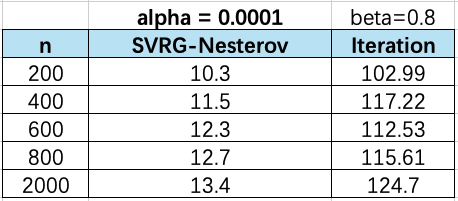 alpha = 0.0001 beta=0.8
n SVRG-Nesterov Iteration
200 10.3 102.99
400 11.5 117.22
600 12.3 112.53
800 12.7 115.61
2000 13.4 124.7